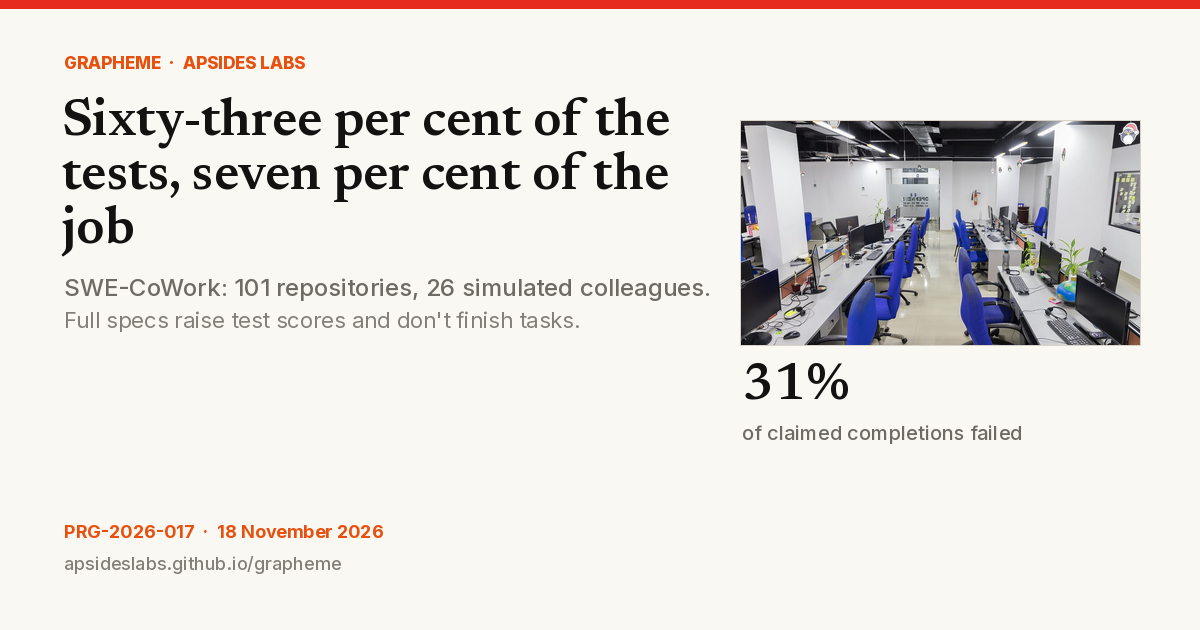 GRAPHEME · APSIDES LABS
Sixty-three per cent of the
tests, seven per cent of the
job
SWE-CoWork: 101 repositories, 26 simulated colleagues.
Full specs raise test scores and don't finish tasks.
31%
of claimed completions failed
PRG-2026-017 · 18 November 2026
apsideslabs.github.io/grapheme